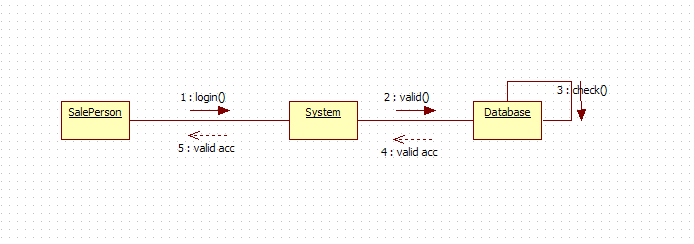 1 : login()
2 : valid()
3 : check()
SalePerson
System
Database
5 : valid acc
4 : valid acc